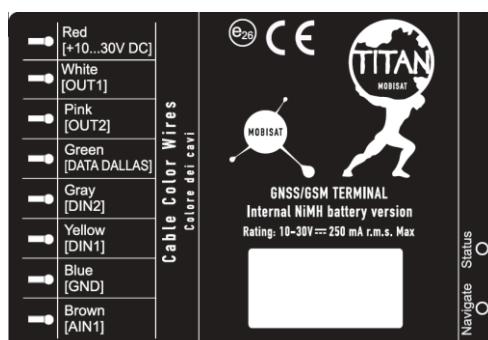 Red
[+10...30V DC]
White
[OUT1]
Pink
[OUT2]
Green
[DATA DALLAS]
Gray
[DIN2]
Yellow
[DIN1]
Blue
[GND]
Brown
[AIN1]
Cable Color Wires
Colore dei cavi
e26 CE
TITAN
MOBISAT
MOBISAT
GNSS/GSM TERMINAL
Internal NiMH battery version
Rating: 10-30V⎓ 250 mA r.m.s. Max
Status
Navigate